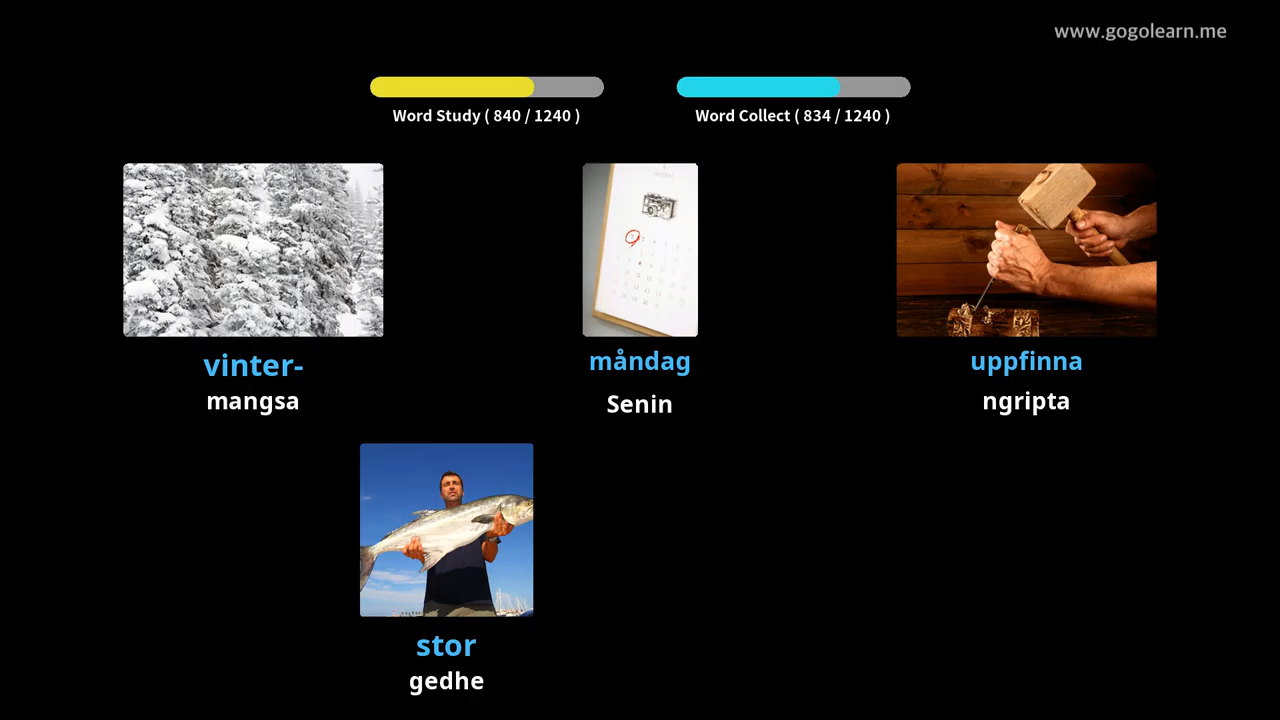 www.gogolearn.me
Word Study ( 840 / 1240 )
Word Collect ( 834 / 1240 )
vinter-
mangsa
måndag
Senin
uppfinna
ngripta
stor
gedhe